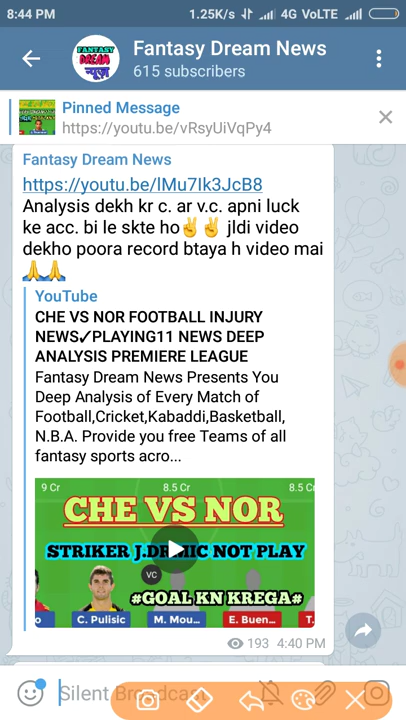 8:44 PM 1.25K/s 4G VoLTE
FANTASY
DREAM
न्यूज़
Fantasy Dream News
615 subscribers
Pinned Message
https://youtu.be/vRsyUiVqPy4
Fantasy Dream News
https://youtu.be/lMu7Ik3JcB8
Analysis dekh kr c. ar v.c. apni luck
ke acc. bi le skte ho✌✌ jldi video
dekho poora record btaya h video mai
🙏🙏
YouTube
CHE VS NOR FOOTBALL INJURY
NEWS✓PLAYING11 NEWS DEEP
ANALYSIS PREMIERE LEAGUE
Fantasy Dream News Presents You
Deep Analysis of Every Match of
Football,Cricket,Kabaddi,Basketball,
N.B.A. Provide you free Teams of all
fantasy sports acro...
9 Cr 8.5 Cr 8.5 Cr
CHE VS NOR
STRIKER NOT PLAY
VC
#GOAL KN KREGA#
o C. Pulisic M. Mou... E. Buen... T.
193 4:40 PM
Silent Broadcast